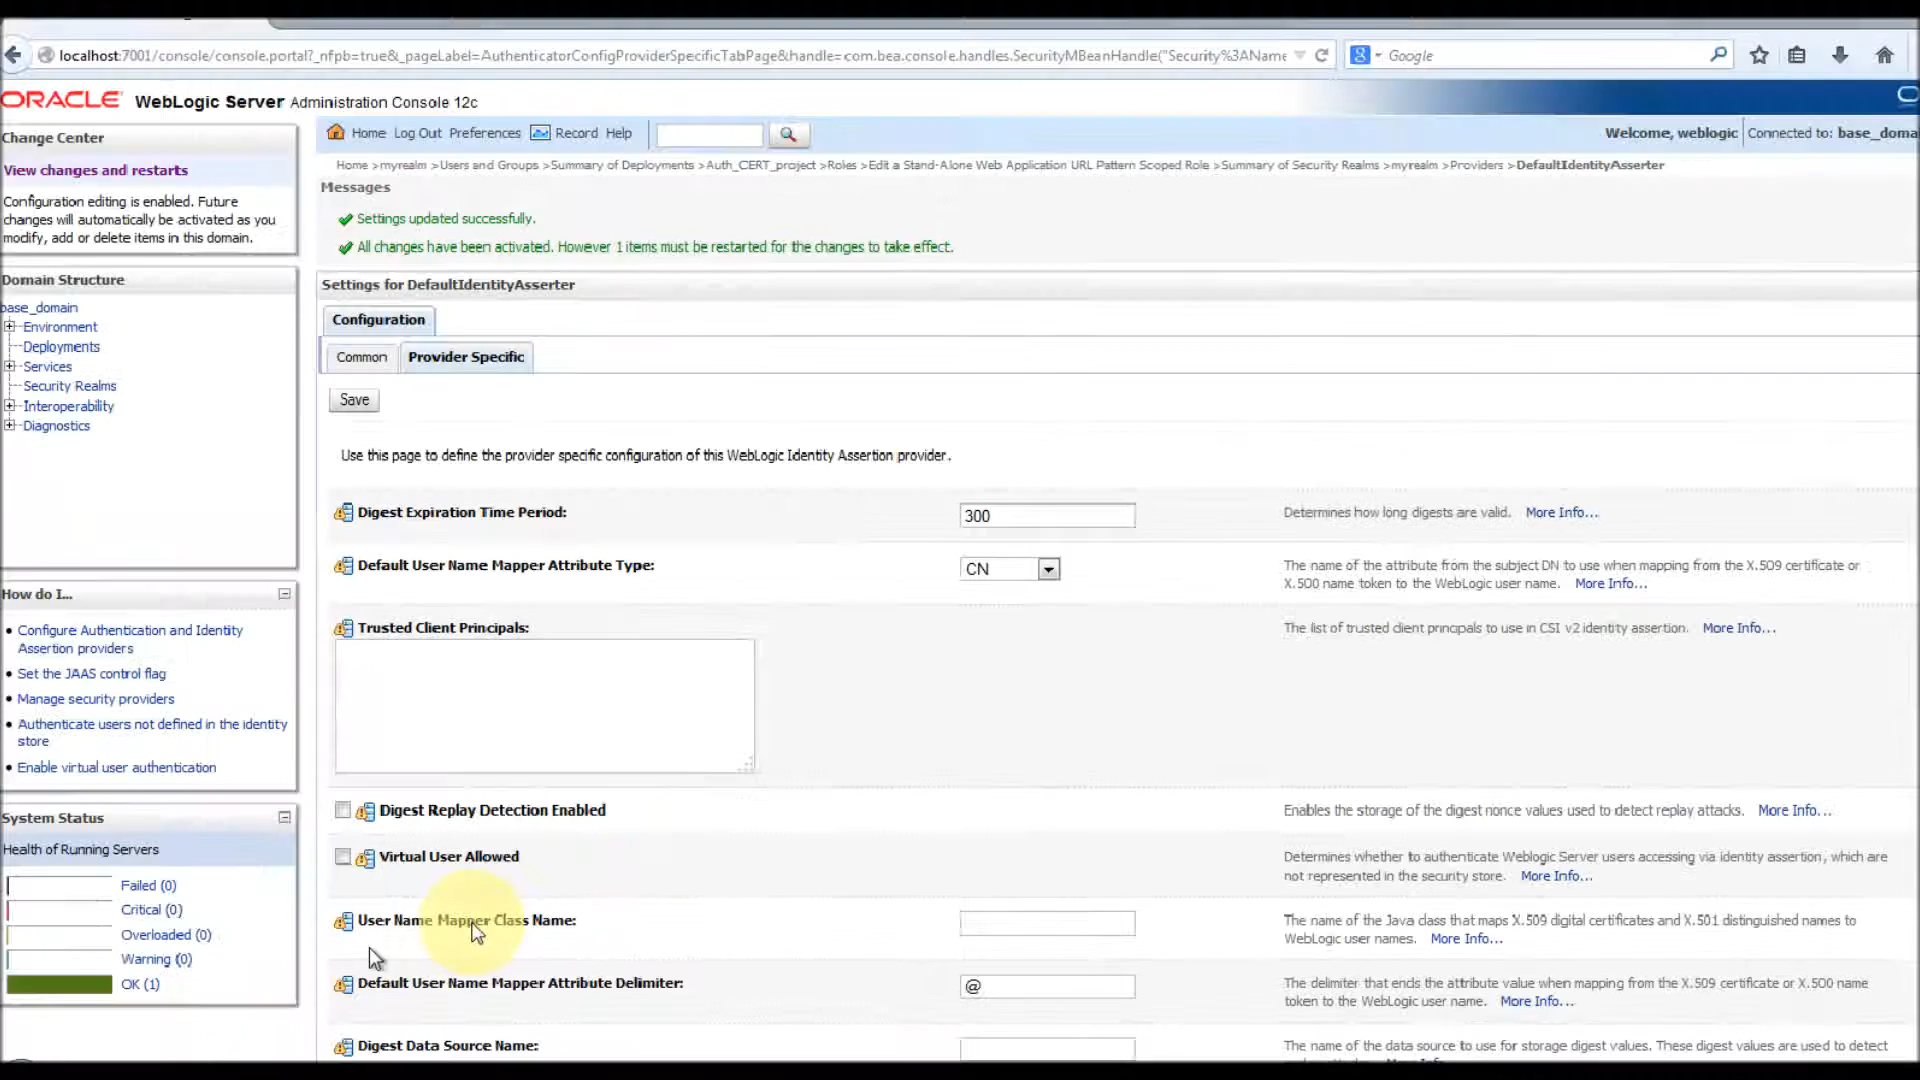 localhost:7001/console/console.portal?_nfpb=true&_pageLabel=AuthenticatorConfigProviderSpecificTabPage&handle=com.bea.console.handles.SecurityMBeanHandle("Security%3AName
Google
ORACLE WebLogic Server Administration Console 12c
Change Center
View changes and restarts
Configuration editing is enabled. Future
changes will automatically be activated as you
modify, add or delete items in this domain.
Domain Structure
base_domain
Environment
Deployments
Services
Security Realms
Interoperability
Diagnostics
How do I...
Configure Authentication and Identity
Assertion providers
Set the JAAS control flag
Manage security providers
Authenticate users not defined in the identity
store
Enable virtual user authentication
System Status
Health of Running Servers
Failed (0)
Critical (0)
Overloaded (0)
Warning (0)
OK (1)
Home Log Out Preferences Record Help
Welcome, weblogic Connected to: base_domai
Home >myrealm >Users and Groups >Summary of Deployments >Auth_CERT_project >Roles >Edit a Stand-Alone Web Application URL Pattern Scoped Role >Summary of Security Realms >myrealm >Providers >DefaultIdentityAsserter
Messages
Settings updated successfully.
All changes have been activated. However 1 items must be restarted for the changes to take effect.
Settings for DefaultIdentityAsserter
Configuration
Common Provider Specific
Save
Use this page to define the provider specific configuration of this WebLogic Identity Assertion provider.
Digest Expiration Time Period: 300 Determines how long digests are valid. More Info...
Default User Name Mapper Attribute Type: CN The name of the attribute from the subject DN to use when mapping from the X.509 certificate or
X.500 name token to the WebLogic user name. More Info...
Trusted Client Principals: The list of trusted client principals to use in CSI v2 identity assertion. More Info...
Digest Replay Detection Enabled Enables the storage of the digest nonce values used to detect replay attacks. More Info...
Virtual User Allowed Determines whether to authenticate Weblogic Server users accessing via identity assertion, which are
not represented in the security store. More Info...
User Name Mapper Class Name: The name of the Java class that maps X.509 digital certificates and X.501 distinguished names to
WebLogic user names. More Info...
Default User Name Mapper Attribute Delimiter: @ The delimiter that ends the attribute value when mapping from the X.509 certificate or X.500 name
token to the WebLogic user name. More Info...
Digest Data Source Name: The name of the data source to use for storage digest values. These digest values are used to detect